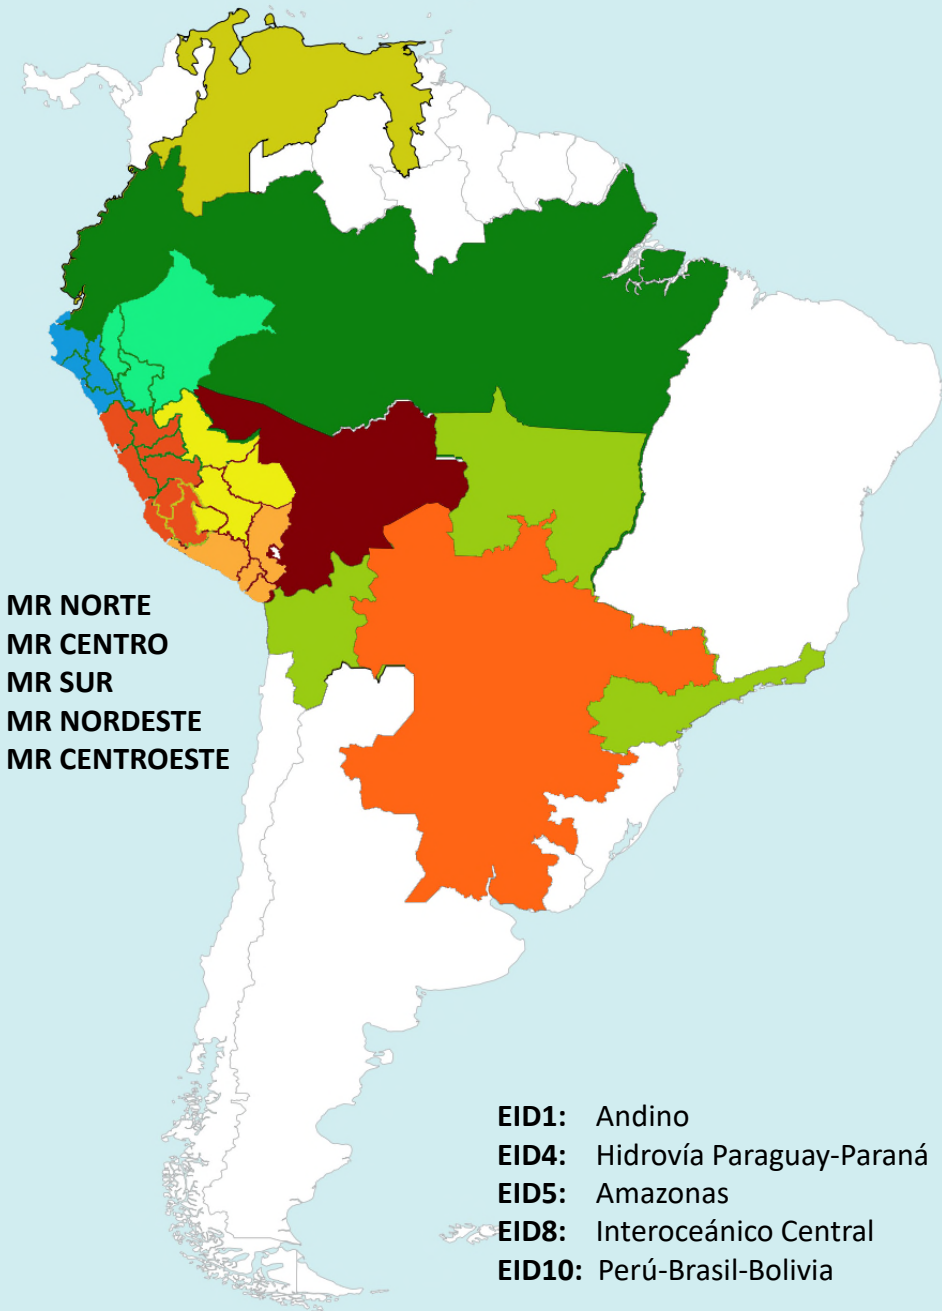 MR NORTE
MR CENTRO
MR SUR
MR NORDESTE
MR CENTROESTE
EID1: Andino
EID4: Hidrovía Paraguay-Paraná
EID5: Amazonas
EID8: Interoceánico Central
EID10: Perú-Brasil-Bolivia